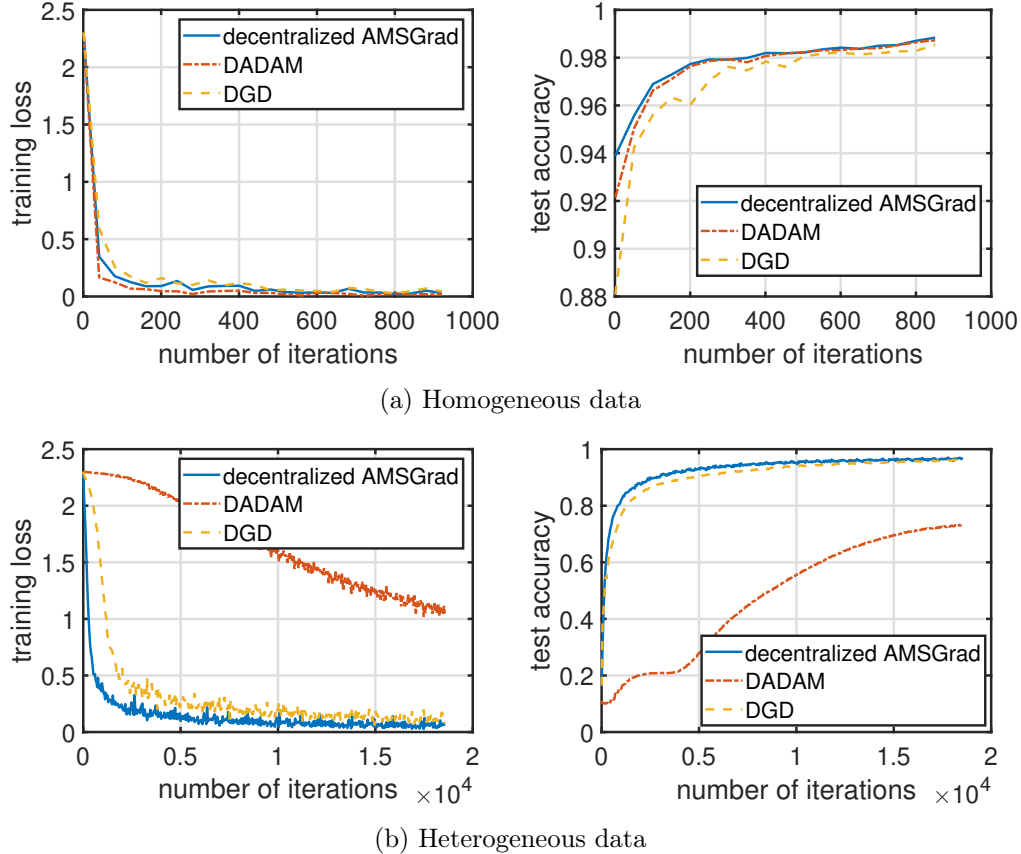 2.5
2
1.5
1
0.5
0
training loss
decentralized AMSGrad
DADAM
DGD
0 200 400 600 800 1000
number of iterations
1
0.98
0.96
0.94
0.92
0.9
0.88
test accuracy
decentralized AMSGrad
DADAM
DGD
0 200 400 600 800 1000
number of iterations
(a) Homogeneous data
2.5
2
1.5
1
0.5
0
training loss
decentralized AMSGrad
DADAM
DGD
0 0.5 1 1.5 2
number of iterations ×10⁴
1
0.8
0.6
0.4
0.2
0
test accuracy
decentralized AMSGrad
DADAM
DGD
0 0.5 1 1.5 2
number of iterations ×10⁴
(b) Heterogeneous data